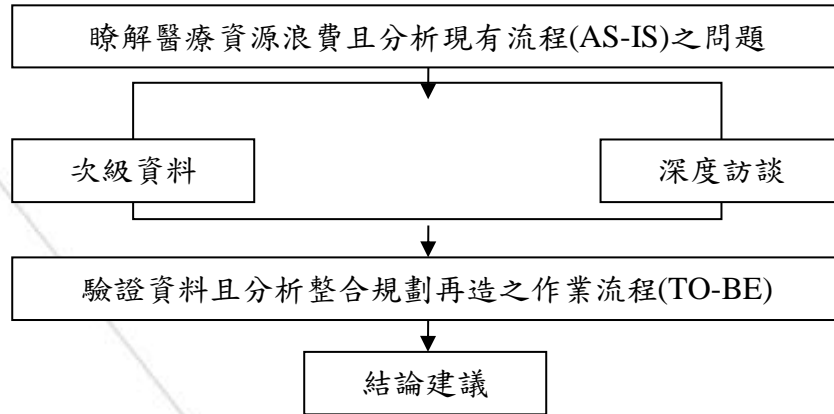 瞭解醫療資源浪費且分析現有流程(AS-IS)之問題
次級資料
深度訪談
驗證資料且分析整合規劃再造之作業流程(TO-BE)
結論建議